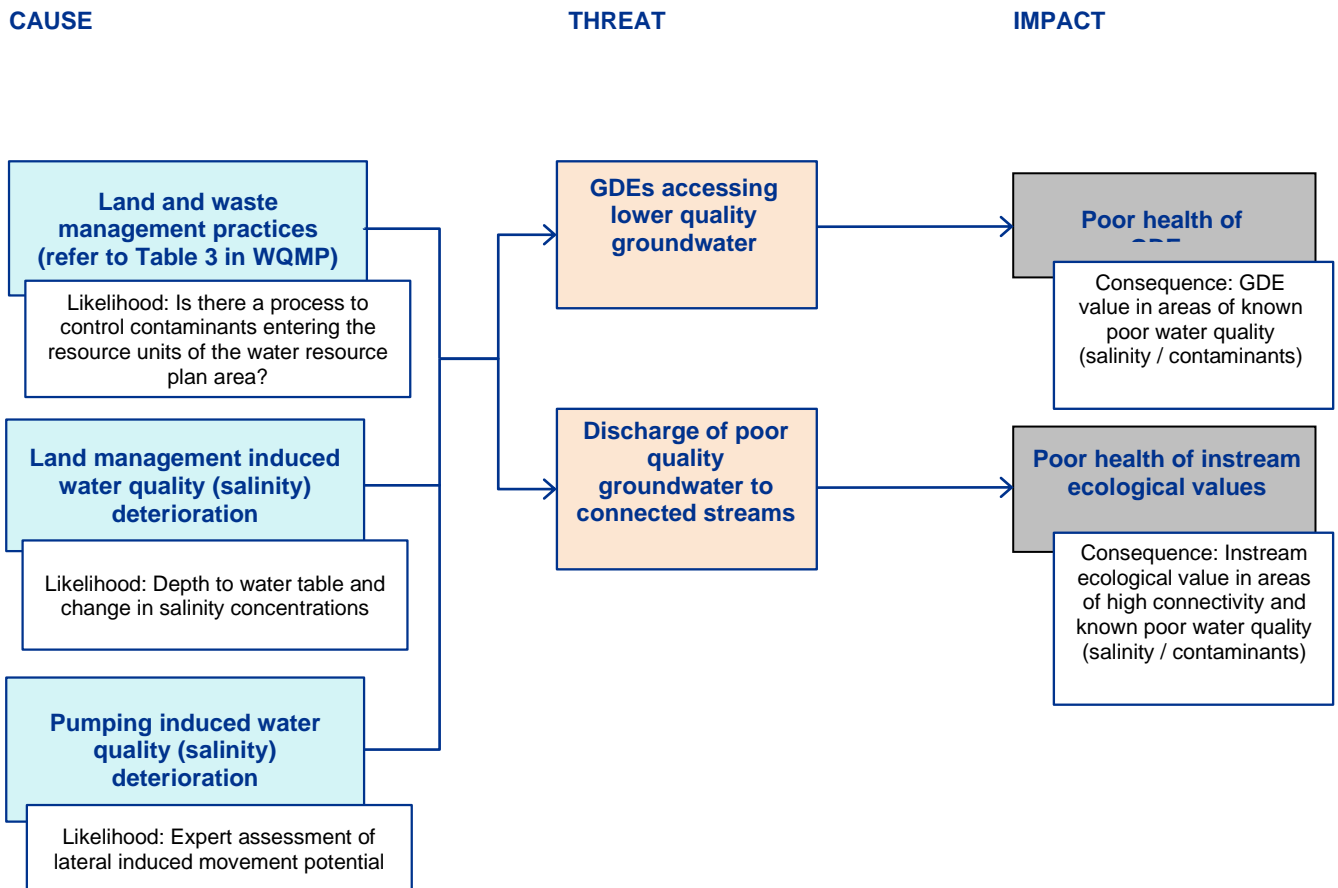 CAUSE
THREAT
IMPACT
Land and waste
management practices
(refer to Table 3 in WQMP)
Likelihood: Is there a process to
control contaminants entering the
resource units of the water resource
plan area?
GDEs accessing
lower quality
groundwater
Poor health of
Consequence: GDE
value in areas of known
poor water quality
(salinity / contaminants)
Land management induced
water quality (salinity)
deterioration
Likelihood: Depth to water table and
change in salinity concentrations
Discharge of poor
quality
groundwater to
connected streams
Poor health of instream
ecological values
Consequence: Instream
ecological value in areas
of high connectivity and
known poor water quality
(salinity / contaminants)
Pumping induced water
quality (salinity)
deterioration
Likelihood: Expert assessment of
lateral induced movement potential